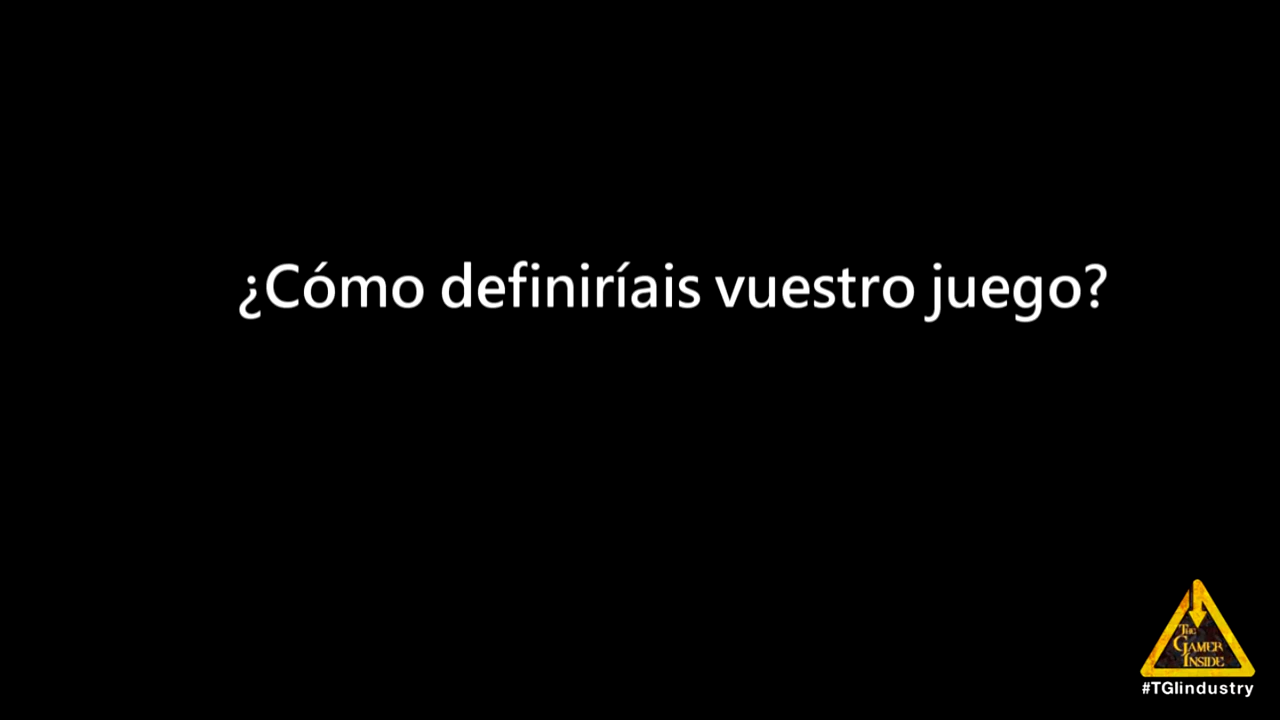 ¿Cómo definiríais vuestro juego?
THE
GAMER
INSIDE
#TGIindustry